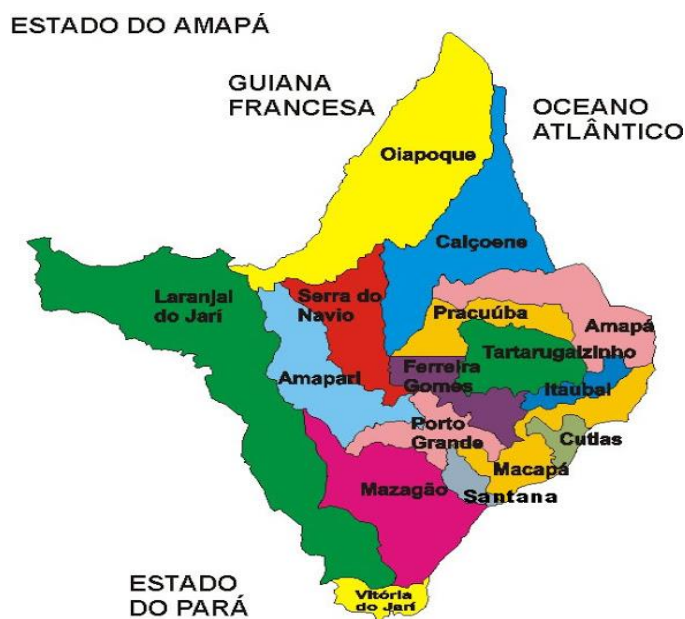 ESTADO DO AMAPÁ
GUIANA
FRANCESA
OCEANO
ATLÂNTICO
Oiapoque
Calçoene
Laranjal
do Jarí
Serra do
Navio
Pracuúba
Amapá
Tartarugalzinho
Ferreira
Gomes
Amapari
Itaubal
Porto
Grande
Cutias
Macapá
Mazagão
Santana
ESTADO
DO PARÁ
Vitória
do Jarí